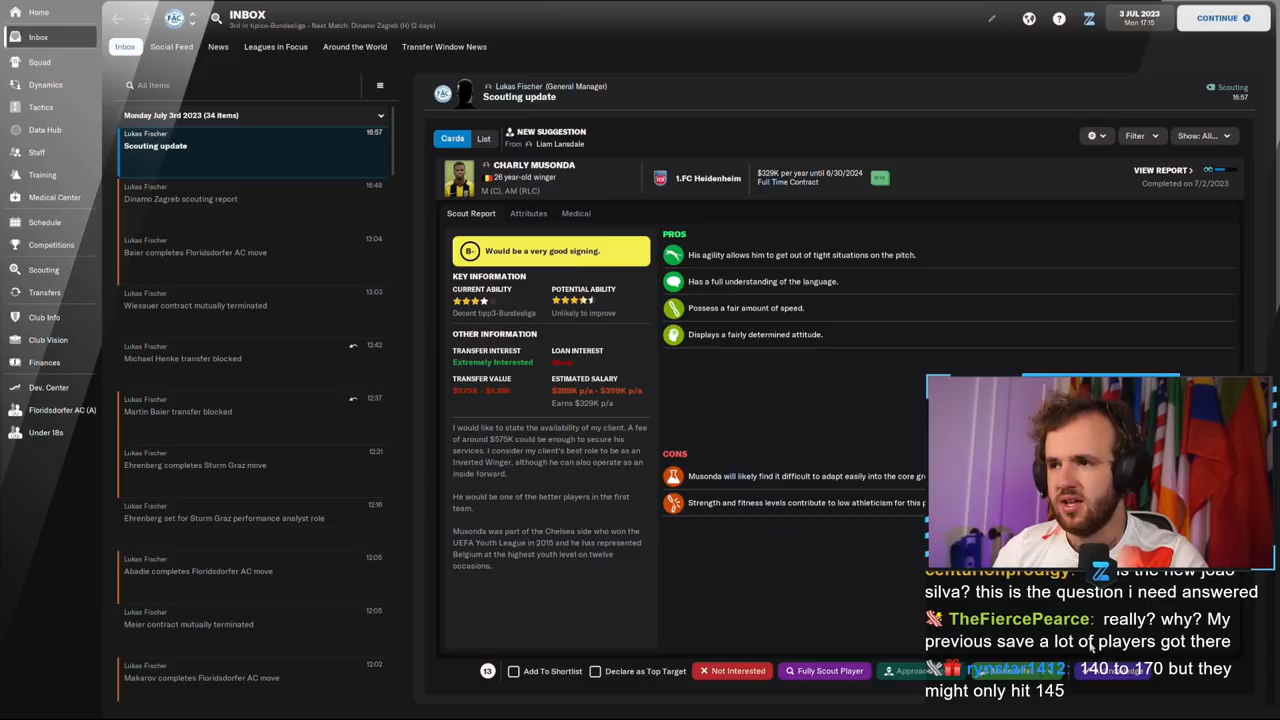 Home
Inbox
Squad
Dynamics
Tactics
Data Hub
Staff
Training
Medical Center
Schedule
Competitions
Scouting
Transfers
Club Info
Club Vision
Finances
Dev. Center
Floridsdorfer AC (A)
Under 18s
INBOX
3rd in tipico-Bundesliga - Next Match: Dinamo Zagreb (H) (2 days)
3 JUL 2023
Mon 17:15
CONTINUE
Inbox
Social Feed
News
Leagues in Focus
Around the World
Transfer Window News
All Items
Monday July 3rd 2023 (34 items)
Lukas Fischer 16:57
Scouting update
Lukas Fischer 16:49
Dinamo Zagreb scouting report
Lukas Fischer 13:04
Baier completes Floridsdorfer AC move
Lukas Fischer 13:03
Wiesauer contract mutually terminated
Lukas Fischer 12:42
Michael Henke transfer blocked
Lukas Fischer 12:37
Martin Baier transfer blocked
Lukas Fischer 12:21
Ehrenberg completes Sturm Graz move
Lukas Fischer 12:16
Ehrenberg set for Sturm Graz performance analyst role
Lukas Fischer 12:05
Abadie completes Floridsdorfer AC move
Lukas Fischer 12:05
Meier contract mutually terminated
Lukas Fischer 12:02
Makarov completes Floridsdorfer AC move
Lukas Fischer (General Manager)
Scouting update
Scouting
16:57
Cards
List
NEW SUGGESTION
From Liam Lansdale
Filter
Show: All...
CHARLY MUSONDA
26 year-old winger
M (C), AM (RLC)
1.FC Heidenheim
$329K per year until 6/30/2024
Full Time Contract
Wnt
VIEW REPORT >
Completed on 7/2/2023
Scout Report
Attributes
Medical
B-
Would be a very good signing.
KEY INFORMATION
CURRENT ABILITY
Decent tipp3-Bundesliga
POTENTIAL ABILITY
Unlikely to improve
OTHER INFORMATION
TRANSFER INTEREST
Extremely Interested
LOAN INTEREST
None
TRANSFER VALUE
ESTIMATED SALARY
$289K p/a - $399K p/a
Earns $329K p/a
I would like to state the availability of my client. A fee
of around $575K could be enough to secure his
services. I consider my client's best role to be as an
Inverted Winger, although he can also operate as an
inside forward.
He would be one of the better players in the first
team.
Musonda was part of the Chelsea side who won the
UEFA Youth League in 2015 and he has represented
Belgium at the highest youth level on twelve
occasions.
PROS
His agility allows him to get out of tight situations on the pitch.
Has a full understanding of the language.
Possess a fair amount of speed.
Displays a fairly determined attitude.
CONS
Musonda will likely find it difficult to adapt easily into the core gr
Strength and fitness levels contribute to low athleticism for this p
13
Add To Shortlist
Declare as Top Target
Not Interested
Fully Scout Player
Approac
centurionprodigy: is the new joao
silva? this is the question i need answered
TheFiercePearce: really? why? My
previous save a lot of players got there
ryastar1412: 140 to 170 but they
might only hit 145